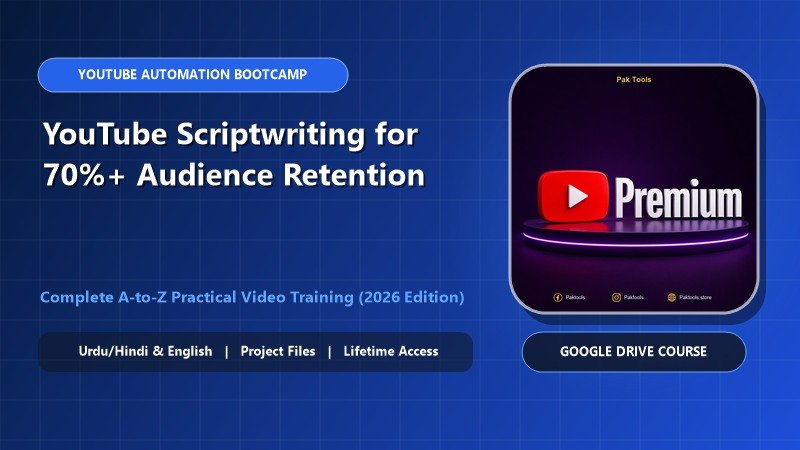 YOUTUBE AUTOMATION BOOTCAMP
YouTube Scriptwriting for
70%+ Audience Retention
Complete A-to-Z Practical Video Training (2026 Edition)
Urdu/Hindi & English | Project Files | Lifetime Access
Pak Tools
Premium
Paktools
Paktools
Paktools.store
GOOGLE DRIVE COURSE